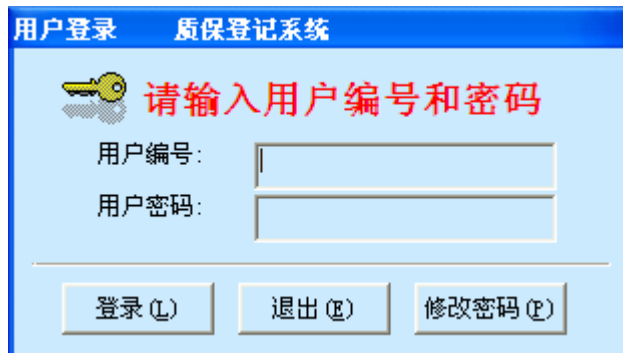 用户登录 质保登记系统
请输入用户编号和密码
用户编号:
用户密码:
登录(L) 退出(E) 修改密码(P)